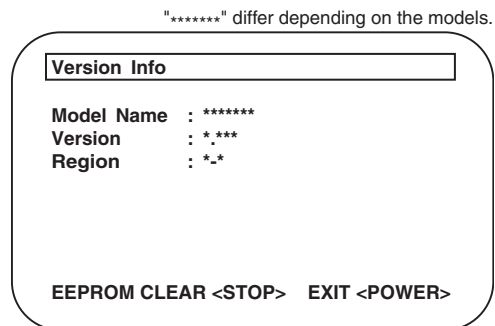 "*******" differ depending on the models.
Version Info
Model Name : *******
Version : *.***
Region : *-*
EEPROM CLEAR <STOP> EXIT <POWER>